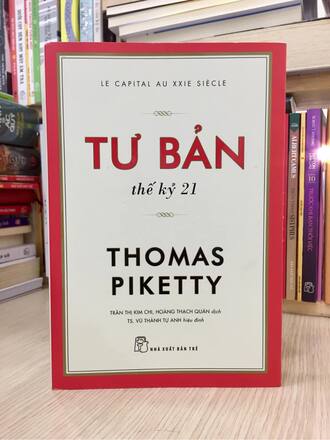 LE CAPITAL AU XXIE SIÈCLE
TƯ BẢN
thế kỷ 21
THOMAS
PIKETTY
TRẦN THỊ KIM CHI, HOÀNG THẠCH QUÂN dịch
TS. VŨ THÀNH TỰ ANH hiệu đính
NHÀ XUẤT BẢN TRẺ